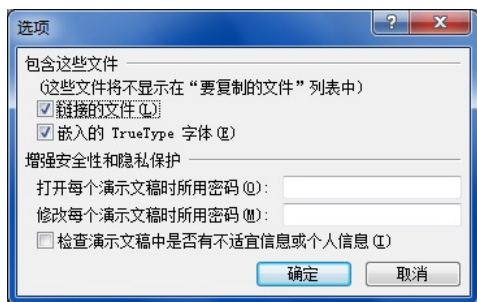 选项
包含这些文件
(这些文件将不显示在“要复制的文件”列表中)
链接的文件(L)
嵌入的 TrueType 字体(E)
增强安全性和隐私保护
打开每个演示文稿时所用密码(O):
修改每个演示文稿时所用密码(M):
检查演示文稿中是否有不适宜信息或个人信息(I)
确定 取消